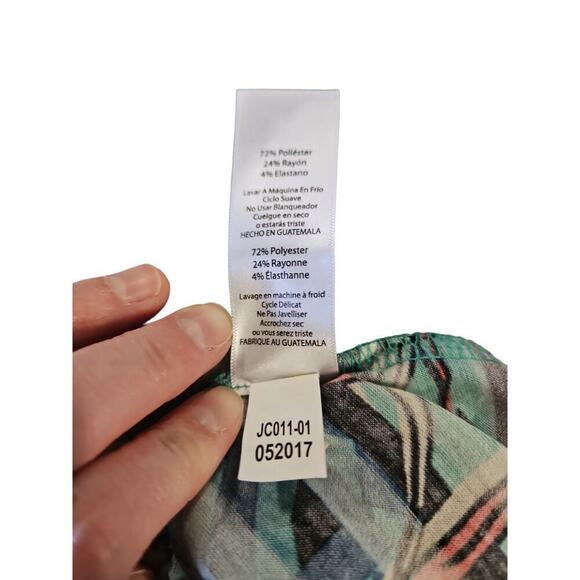 72% Poliéster
24% Rayón
4% Elastano
Lavar A Máquina En Frío
Ciclo Suave
No Usar Blanqueador
Cuelgue en seco
o estarás triste
HECHO EN GUATEMALA
72% Polyester
24% Rayonne
4% Élasthanne
Lavage en machine à froid
Cycle Délicat
Ne Pas Javelliser
Accrochez sec
ou vous serez triste
FABRIQUE AU GUATEMALA
JC011-01
052017